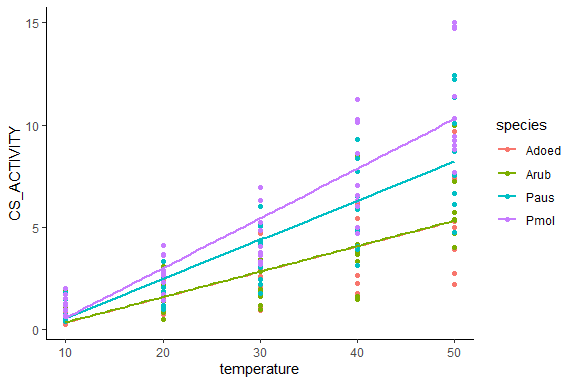 15
10
5
0
CS_ACTIVITY
10 20 30 40 50
temperature
species
Adoed
Arub
Paus
Pmol